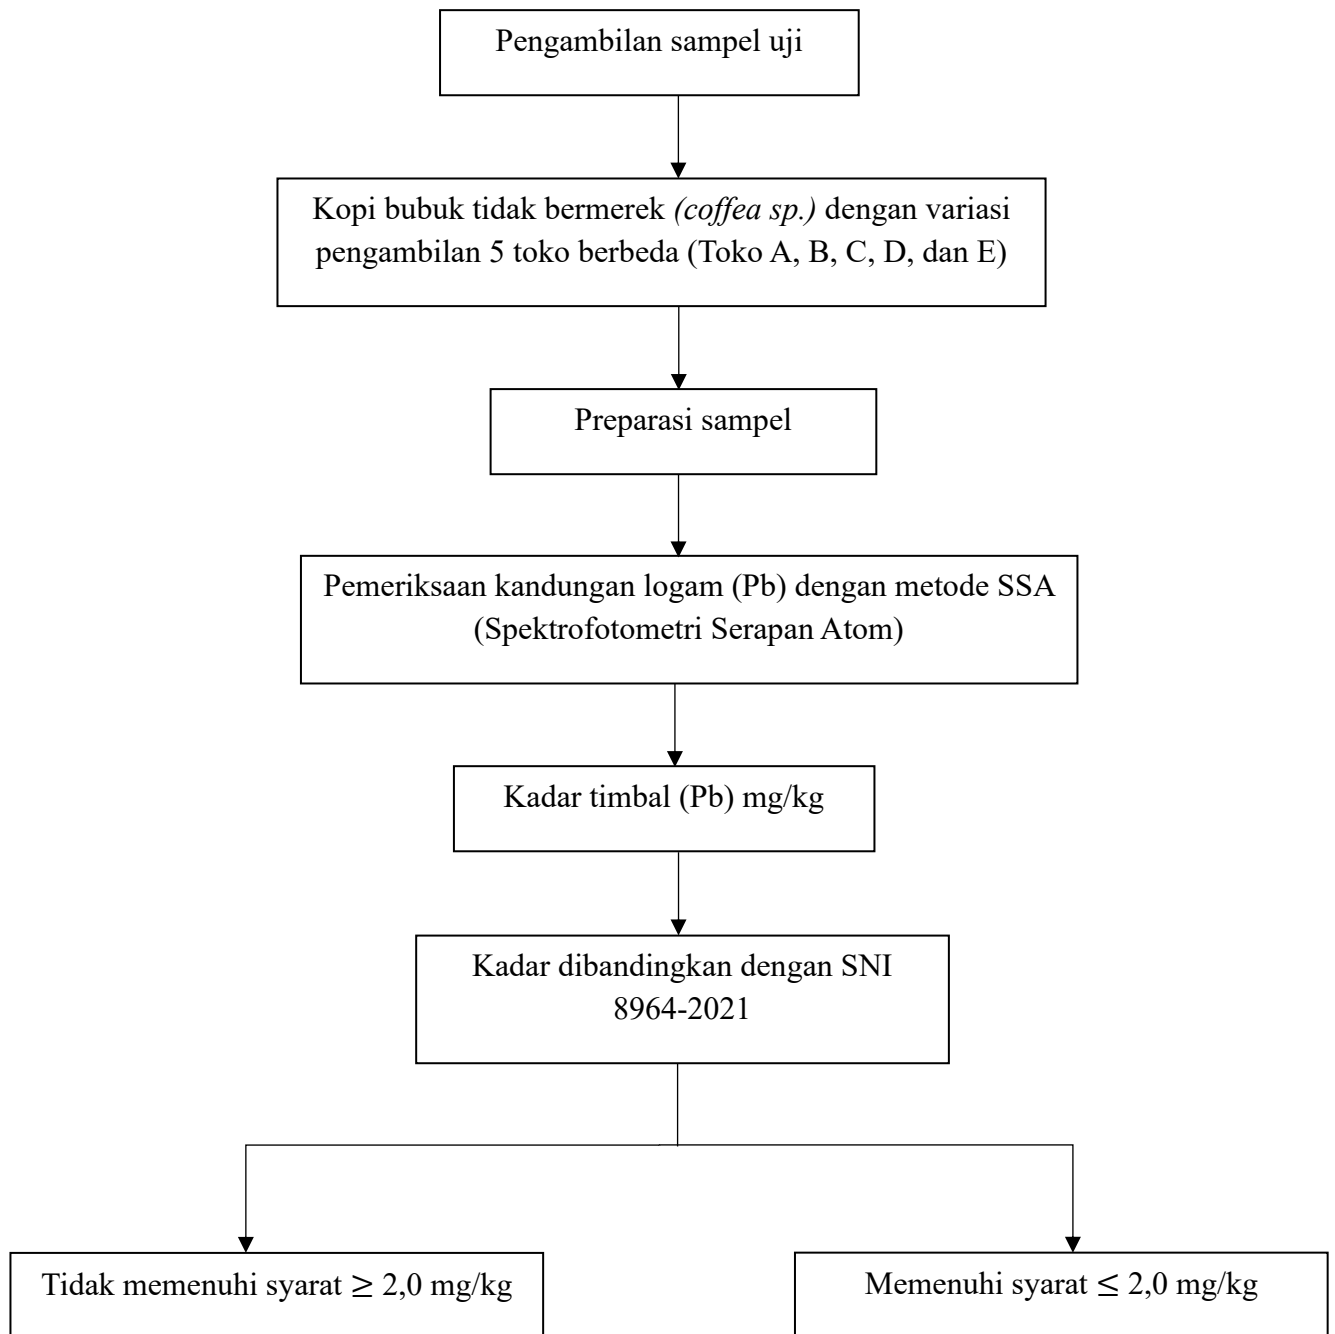 Pengambilan sampel uji
Kopi bubuk tidak bermerek (coffea sp.) dengan variasi
pengambilan 5 toko berbeda (Toko A, B, C, D, dan E)
Preparasi sampel
Pemeriksaan kandungan logam (Pb) dengan metode SSA
(Spektrofotometri Serapan Atom)
Kadar timbal (Pb) mg/kg
Kadar dibandingkan dengan SNI
8964-2021
Tidak memenuhi syarat ≥ 2,0 mg/kg
Memenuhi syarat ≤ 2,0 mg/kg